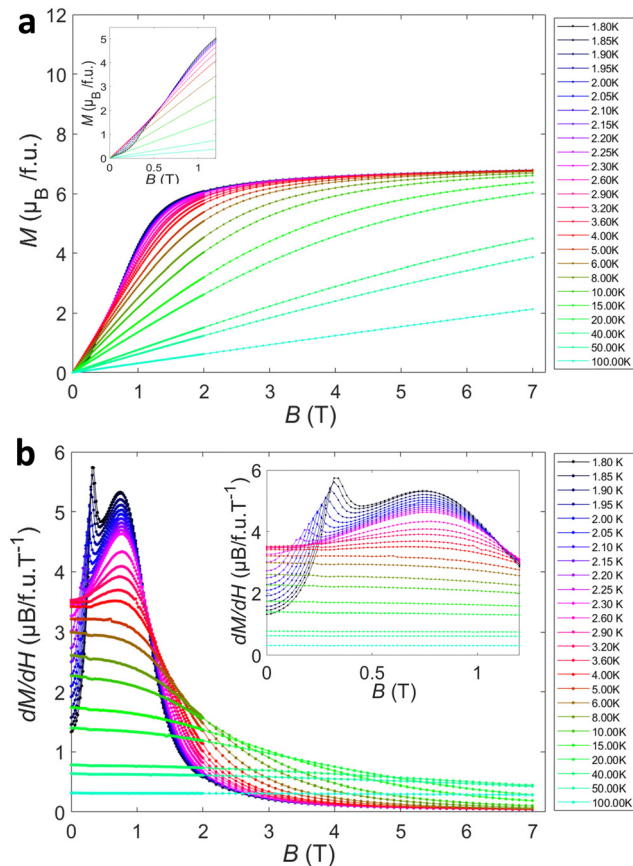 a
12
10
8
6
4
2
0
M (μB /f.u.)
0 1 2 3 4 5 6 7
B (T)
6
5
4
3
2
1
0
M (μB /f.u.)
0 0.5 1
B (T)
1.80K
1.85K
1.90K
1.95K
2.00K
2.05K
2.10K
2.15K
2.20K
2.25K
2.30K
2.60K
2.90K
3.20K
3.60K
4.00K
5.00K
6.00K
8.00K
10.00K
15.00K
20.00K
40.00K
50.00K
100.00K
b
6
5
4
3
2
1
0
dM/dH (μB/f.u.T⁻¹)
0 1 2 3 4 5 6 7
B (T)
6
4
2
0
dM/dH (μB/f.u.T⁻¹)
0 0.5 1
B (T)
1.80 K
1.85 K
1.90 K
1.95 K
2.00 K
2.05 K
2.10 K
2.15 K
2.20 K
2.25 K
2.30 K
2.60 K
2.90 K
3.20K
3.60 K
4.00K
5.00 K
6.00 K
8.00 K
10.00 K
15.00 K
20.00 K
40.00 K
50.00 K
100.00K